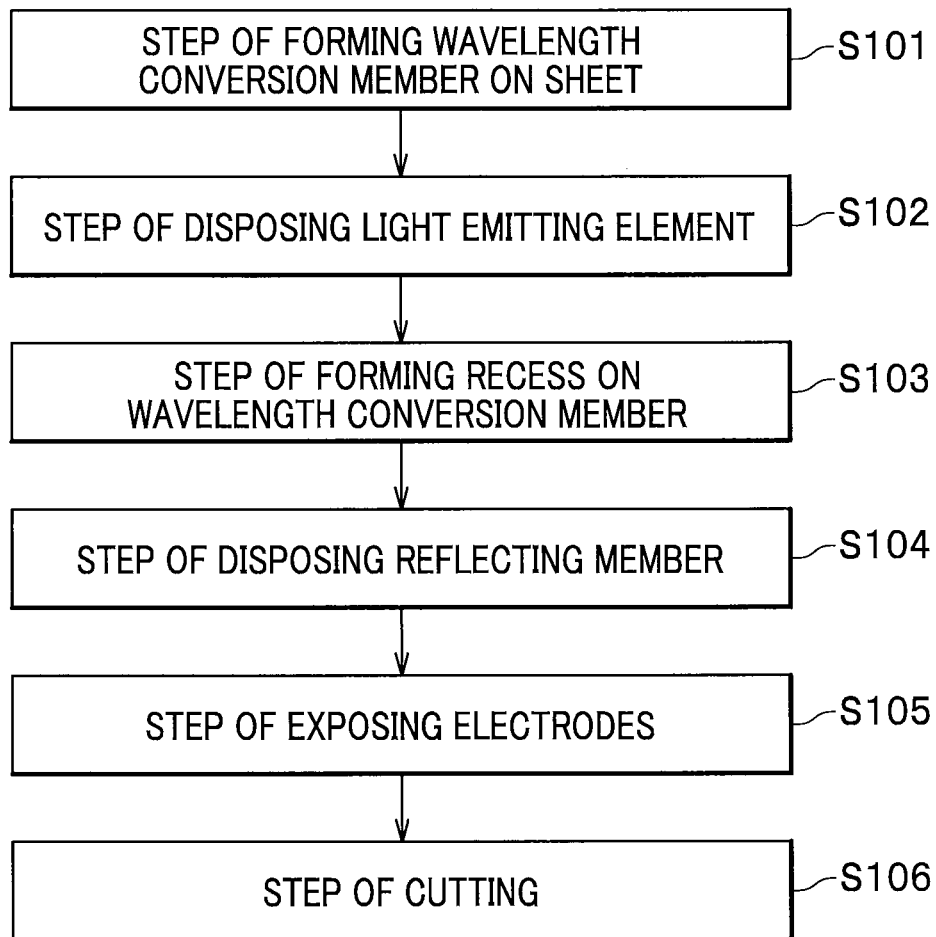 STEP OF FORMING WAVELENGTH
CONVERSION MEMBER ON SHEET
S101
STEP OF DISPOSING LIGHT EMITTING ELEMENT
S102
STEP OF FORMING RECESS ON
WAVELENGTH CONVERSION MEMBER
S103
STEP OF DISPOSING REFLECTING MEMBER
S104
STEP OF EXPOSING ELECTRODES
S105
STEP OF CUTTING
S106